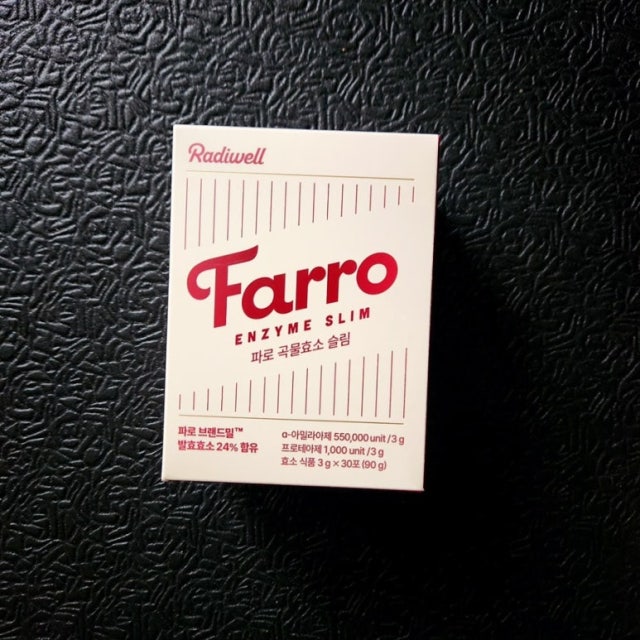 Radiwell
Farro
ENZYME SLIM
파로 곡물효소 슬림
파로 브랜드밀™
발효효소 24% 함유
α-아밀라아제 550,000 unit / 3 g
프로테아제 1,000 unit / 3 g
효소 식품 3 g × 30포 (90 g)